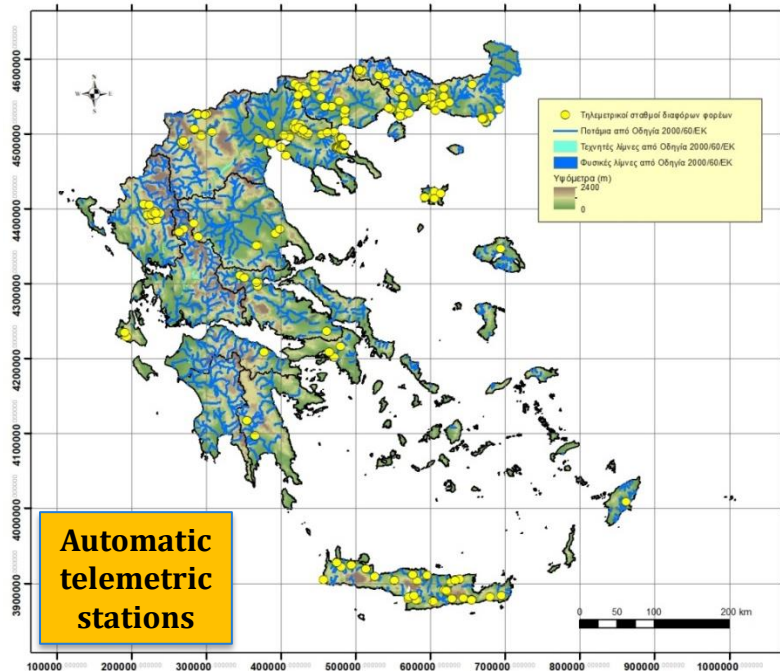 4600000
4500000
4400000
4300000
4200000
4100000
4000000
3900000
N
W E
S
Τηλεμετρικοί σταθμοί διαφόρων φορέων
Ποτάμια από Οδηγία 2000/60/ΕΚ
Τεχνητές λίμνες από Οδηγία 2000/60/ΕΚ
Φυσικές λίμνες από Οδηγία 2000/60/ΕΚ
Υψόμετρα (m)
2400
0
Automatic
telemetric
stations
0 50 100 200 km
100000 200000 300000 400000 500000 600000 700000 800000 900000 1000000